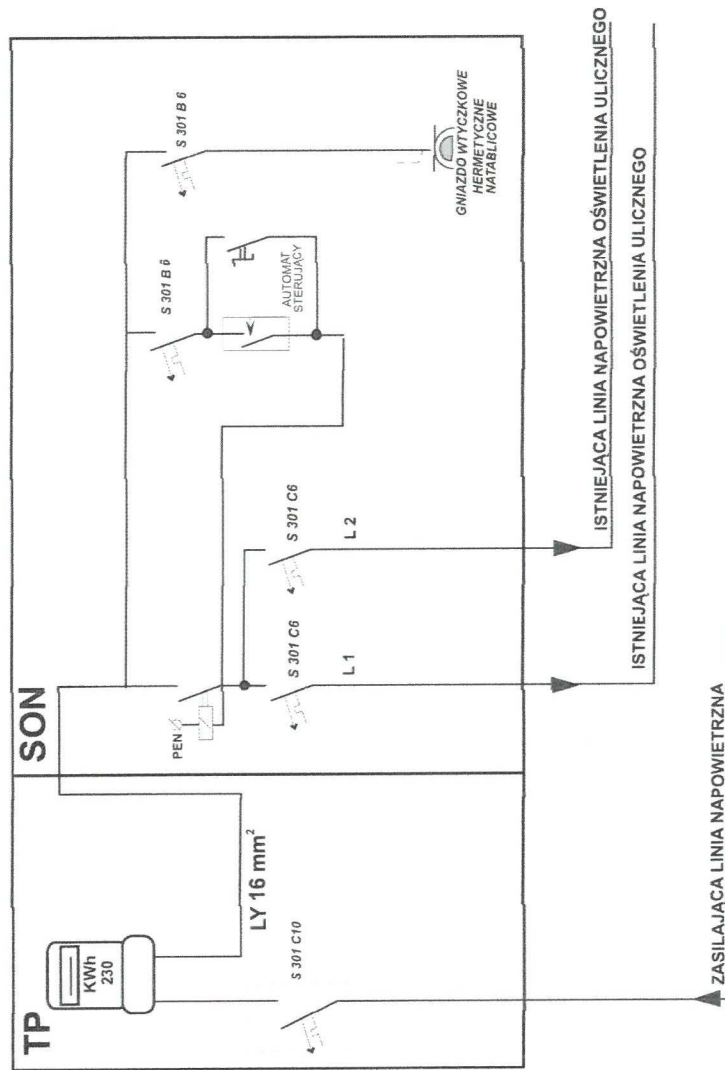 TP
KWh
230
LY 16 mm²
S 301 C10
ZASILAJĄCA LINIA NAPOWIETRZNA
SON
PEN
S 301 C6
L 1
S 301 C6
L 2
S 301 B 6
AUTOMAT
STERUJĄCY
S 301 B 6
GNIAZDO WTYCZKOWE
HERMETYCZNE
NATABLICOWE
ISTNIEJĄCA LINIA NAPOWIETRZNA OŚWIETLENIA ULICZNEGO
ISTNIEJĄCA LINIA NAPOWIETRZNA OŚWIETLENIA ULICZNEGO